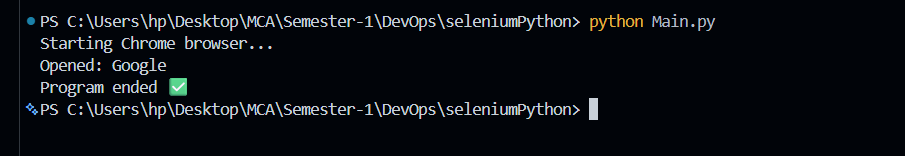 PS C:\Users\hp\Desktop\MCA\Semester-1\DevOps\seleniumPython> python Main.py
Starting Chrome browser...
Opened: Google
Program ended ✅
PS C:\Users\hp\Desktop\MCA\Semester-1\DevOps\seleniumPython>